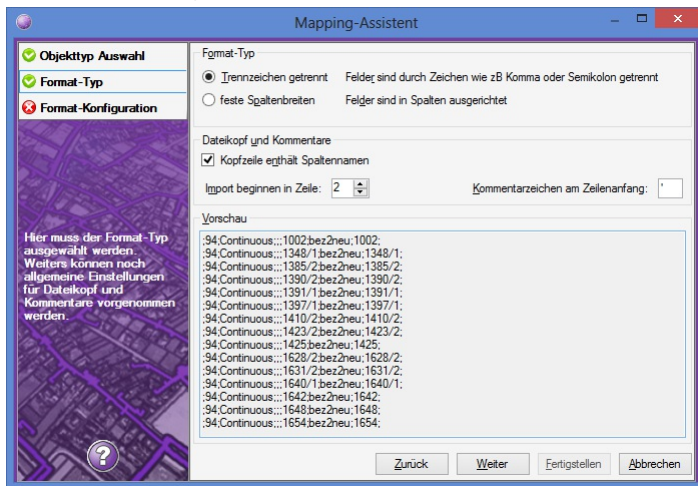 Mapping-Assistent
Objekttyp Auswahl
Format-Typ
Format-Konfiguration
Hier muss der Format-Typ
ausgewählt werden.
Weiters können noch
allgemeine Einstellungen
für Dateikopf und
Kommentare vorgenommen
werden.
?
Format-Typ
Trennzeichen getrennt Felder sind durch Zeichen wie zB Komma oder Semikolon getrennt
feste Spaltenbreiten Felder sind in Spalten ausgerichtet
Dateikopf und Kommentare
Kopfzeile enthält Spaltennamen
Import beginnen in Zeile: 2 Kommentarzeichen am Zeilenanfang: '
Vorschau
;94;Continuous;;;1002;bez2neu;1002;
;94;Continuous;;;1348/1;bez2neu;1348/1;
;94;Continuous;;;1385/2;bez2neu;1385/2;
;94;Continuous;;;1390/2;bez2neu;1390/2;
;94;Continuous;;;1391/1;bez2neu;1391/1;
;94;Continuous;;;1397/1;bez2neu;1397/1;
;94;Continuous;;;1410/2;bez2neu;1410/2;
;94;Continuous;;;1423/2;bez2neu;1423/2;
;94;Continuous;;;1425;bez2neu;1425;
;94;Continuous;;;1628/2;bez2neu;1628/2;
;94;Continuous;;;1631/2;bez2neu;1631/2;
;94;Continuous;;;1640/1;bez2neu;1640/1;
;94;Continuous;;;1642;bez2neu;1642;
;94;Continuous;;;1648;bez2neu;1648;
;94;Continuous;;;1654;bez2neu;1654;
Zurück Weiter Fertigstellen Abbrechen